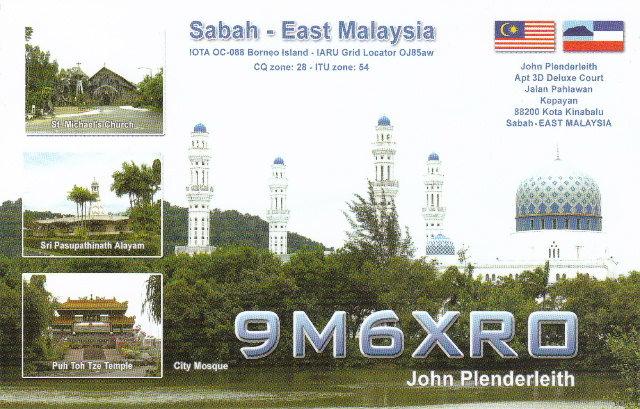 Sabah - East Malaysia
IOTA OC-088 Borneo Island - IARU Grid Locator OJ85aw
CQ zone: 28 - ITU zone: 54
John Plenderleith
Apt 3D Deluxe Court
Jalan Pahlawan
Kepayan
88200 Kota Kinabalu
Sabah - EAST MALAYSIA
St. Michael's Church
Sri Pasupathinath Alayam
Puh Toh Tze Temple
City Mosque
9M6XRO
John Plenderleith